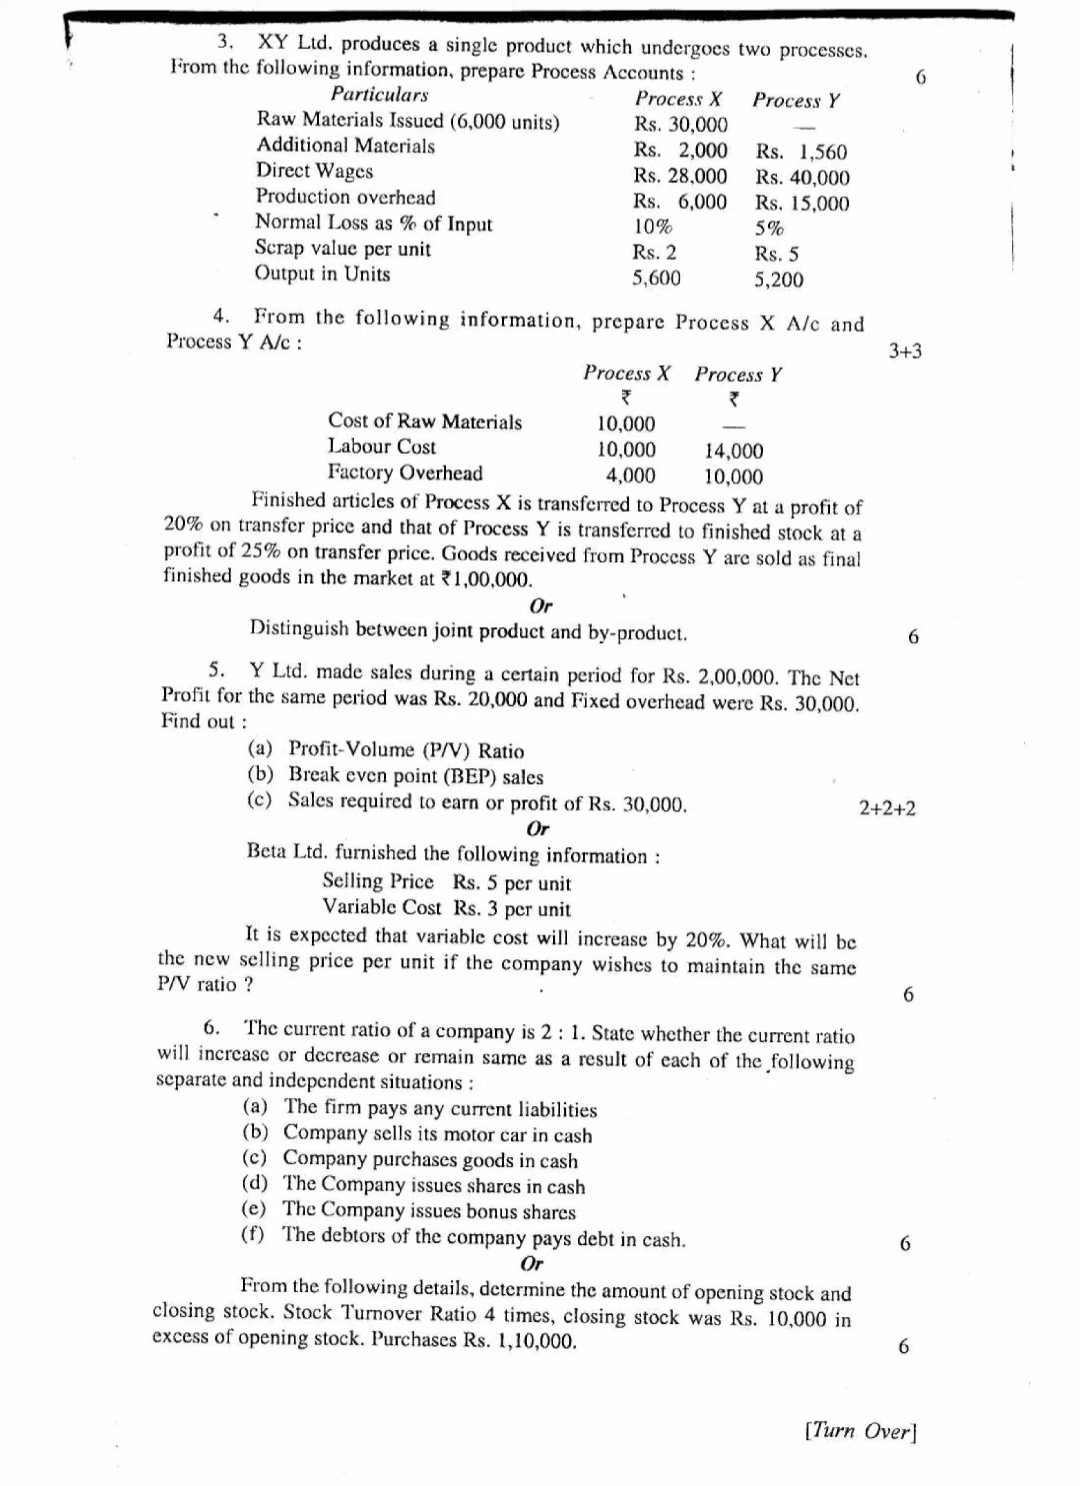 3. XY Ltd. produces a single product which undergoes two processes.
From the following information, prepare Process Accounts : 6
Particulars Process X Process Y
Raw Materials Issued (6,000 units) Rs. 30,000 —
Additional Materials Rs. 2,000 Rs. 1,560
Direct Wages Rs. 28,000 Rs. 40,000
Production overhead Rs. 6,000 Rs. 15,000
Normal Loss as % of Input 10% 5%
Scrap value per unit Rs. 2 Rs. 5
Output in Units 5,600 5,200
4. From the following information, prepare Process X A/c and
Process Y A/c : 3+3
Process X Process Y
₹ ₹
Cost of Raw Materials 10,000 —
Labour Cost 10,000 14,000
Factory Overhead 4,000 10,000
Finished articles of Process X is transferred to Process Y at a profit of
20% on transfer price and that of Process Y is transferred to finished stock at a
profit of 25% on transfer price. Goods received from Process Y are sold as final
finished goods in the market at ₹1,00,000.
Or
Distinguish between joint product and by-product. 6
5. Y Ltd. made sales during a certain period for Rs. 2,00,000. The Net
Profit for the same period was Rs. 20,000 and Fixed overhead were Rs. 30,000.
Find out :
(a) Profit-Volume (P/V) Ratio
(b) Break even point (BEP) sales
(c) Sales required to earn or profit of Rs. 30,000. 2+2+2
Or
Beta Ltd. furnished the following information :
Selling Price Rs. 5 per unit
Variable Cost Rs. 3 per unit
It is expected that variable cost will increase by 20%. What will be
the new selling price per unit if the company wishes to maintain the same
P/V ratio ? 6
6. The current ratio of a company is 2 : 1. State whether the current ratio
will increase or decrease or remain same as a result of each of the following
separate and independent situations :
(a) The firm pays any current liabilities
(b) Company sells its motor car in cash
(c) Company purchases goods in cash
(d) The Company issues shares in cash
(e) The Company issues bonus shares
(f) The debtors of the company pays debt in cash. 6
Or
From the following details, determine the amount of opening stock and
closing stock. Stock Turnover Ratio 4 times, closing stock was Rs. 10,000 in
excess of opening stock. Purchases Rs. 1,10,000. 6
[Turn Over]